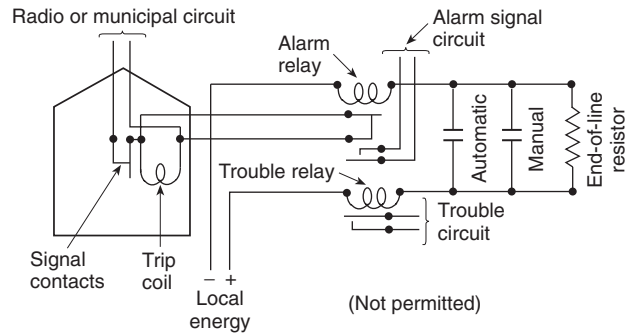 Radio or municipal circuit
Alarm signal
circuit
Alarm
relay
Automatic
Manual
End-of-line
resistor
Trouble relay
Trouble
circuit
Signal
contacts
Trip
coil
– +
Local
energy
(Not permitted)